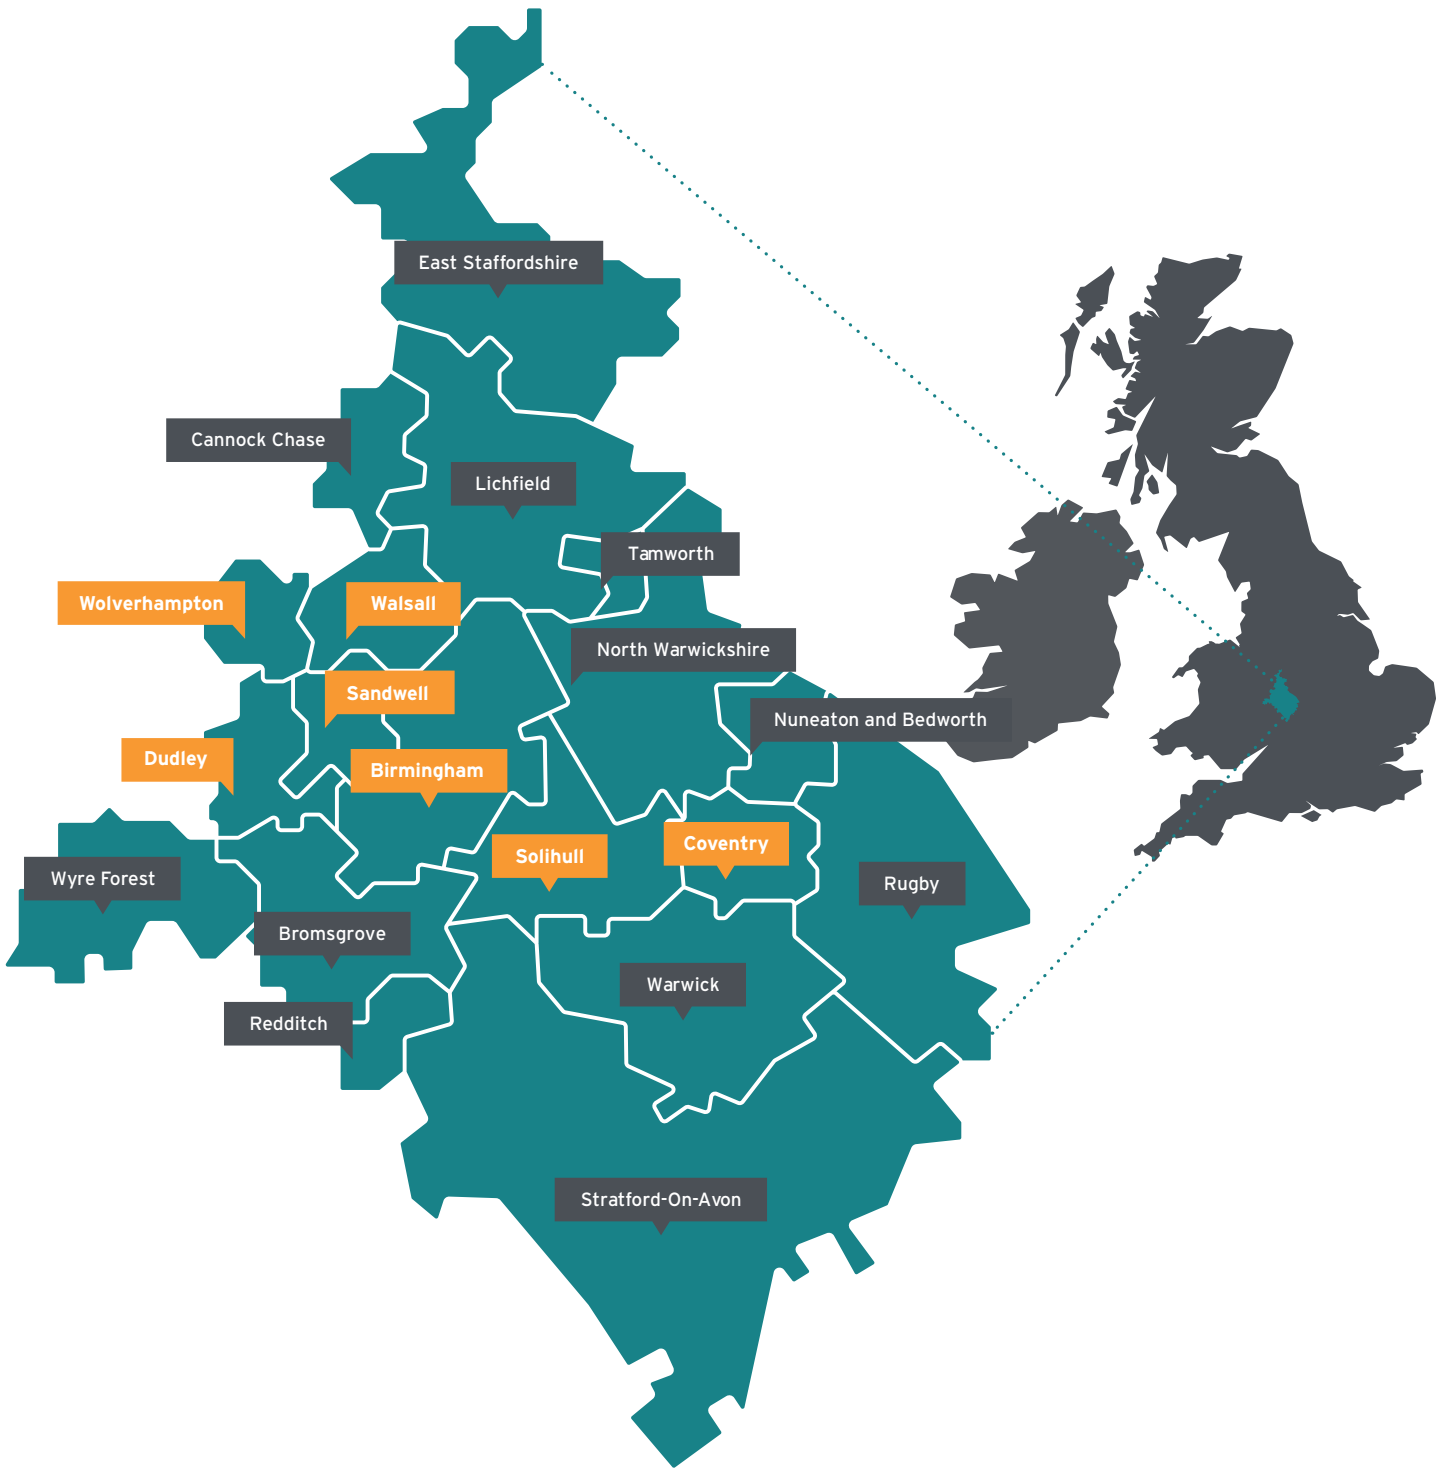 East Staffordshire
Cannock Chase
Lichfield
Tamworth
Wolverhampton
Walsall
North Warwickshire
Sandwell
Nuneaton and Bedworth
Dudley
Birmingham
Coventry
Solihull
Wyre Forest
Rugby
Bromsgrove
Warwick
Redditch
Stratford-On-Avon